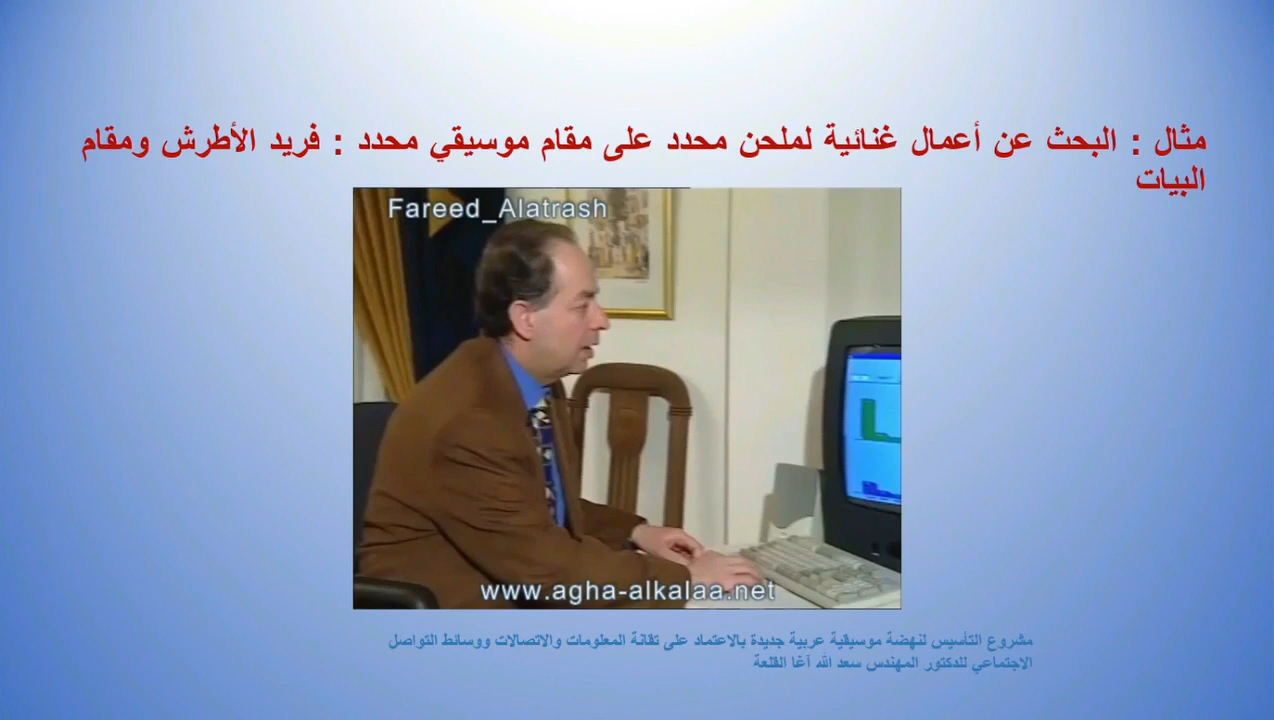 مثال : البحث عن أعمال غنائية لملحن محدد على مقام موسيقي محدد : فريد الأطرش ومقام
البيات
Fareed_Alatrash
www.agha-alkalaa.net
مشروع التأسيس لنهضة موسيقية عربية جديدة بالاعتماد على تقانة المعلومات والاتصالات ووسائط التواصل
الاجتماعي للدكتور المهندس سعد الله آغا القلعة